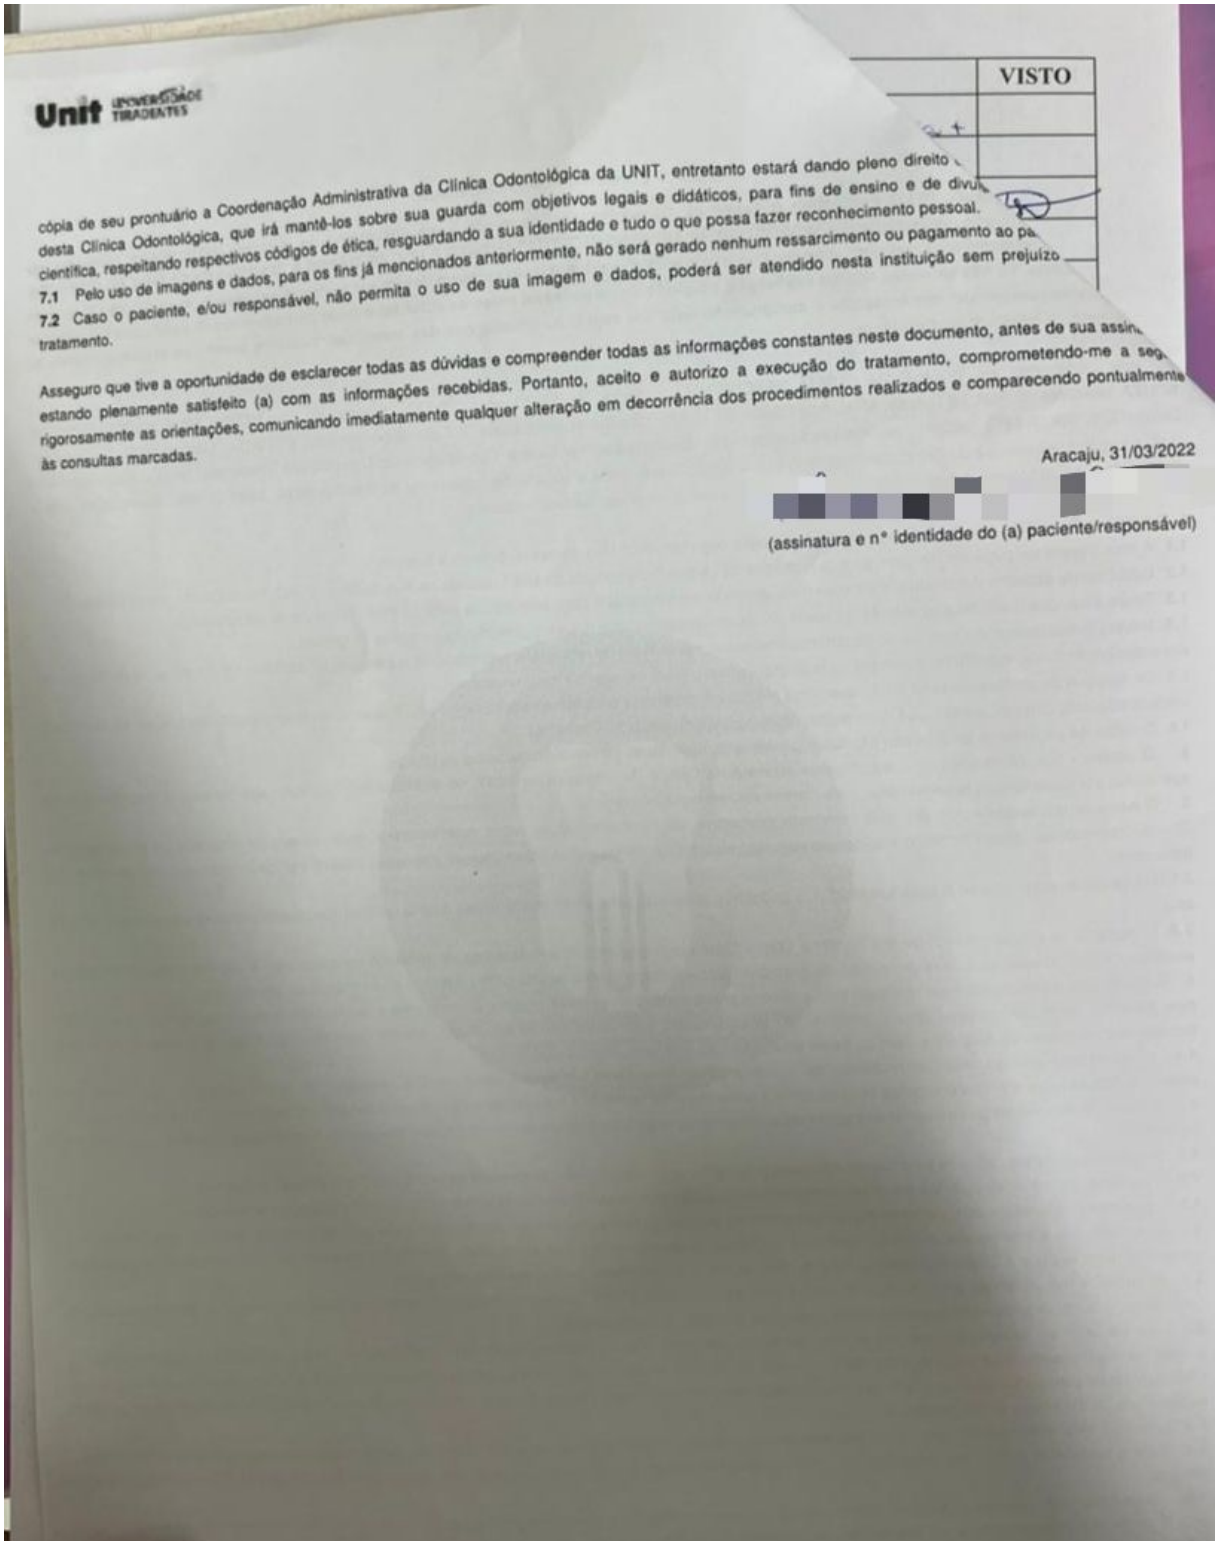 Unit UNIVERSIDADE
TIRADENTES
VISTO
cópia de seu prontuário a Coordenação Administrativa da Clínica Odontológica da UNIT, entretanto estará dando pleno direito
desta Clínica Odontológica, que irá mantê-los sobre sua guarda com objetivos legais e didáticos, para fins de ensino e de divul
científica, respeitando respectivos códigos de ética, resguardando a sua identidade e tudo o que possa fazer reconhecimento pessoal.
7.1 Pelo uso de imagens e dados, para os fins já mencionados anteriormente, não será gerado nenhum ressarcimento ou pagamento ao pa
7.2 Caso o paciente, e/ou responsável, não permita o uso de sua imagem e dados, poderá ser atendido nesta instituição sem prejuízo
tratamento.
Asseguro que tive a oportunidade de esclarecer todas as dúvidas e compreender todas as informações constantes neste documento, antes de sua assin
estando plenamente satisfeito (a) com as informações recebidas. Portanto, aceito e autorizo a execução do tratamento, comprometendo-me a seg
rigorosamente as orientações, comunicando imediatamente qualquer alteração em decorrência dos procedimentos realizados e comparecendo pontualmente
às consultas marcadas.
Aracaju, 31/03/2022
(assinatura e n° identidade do (a) paciente/responsável)